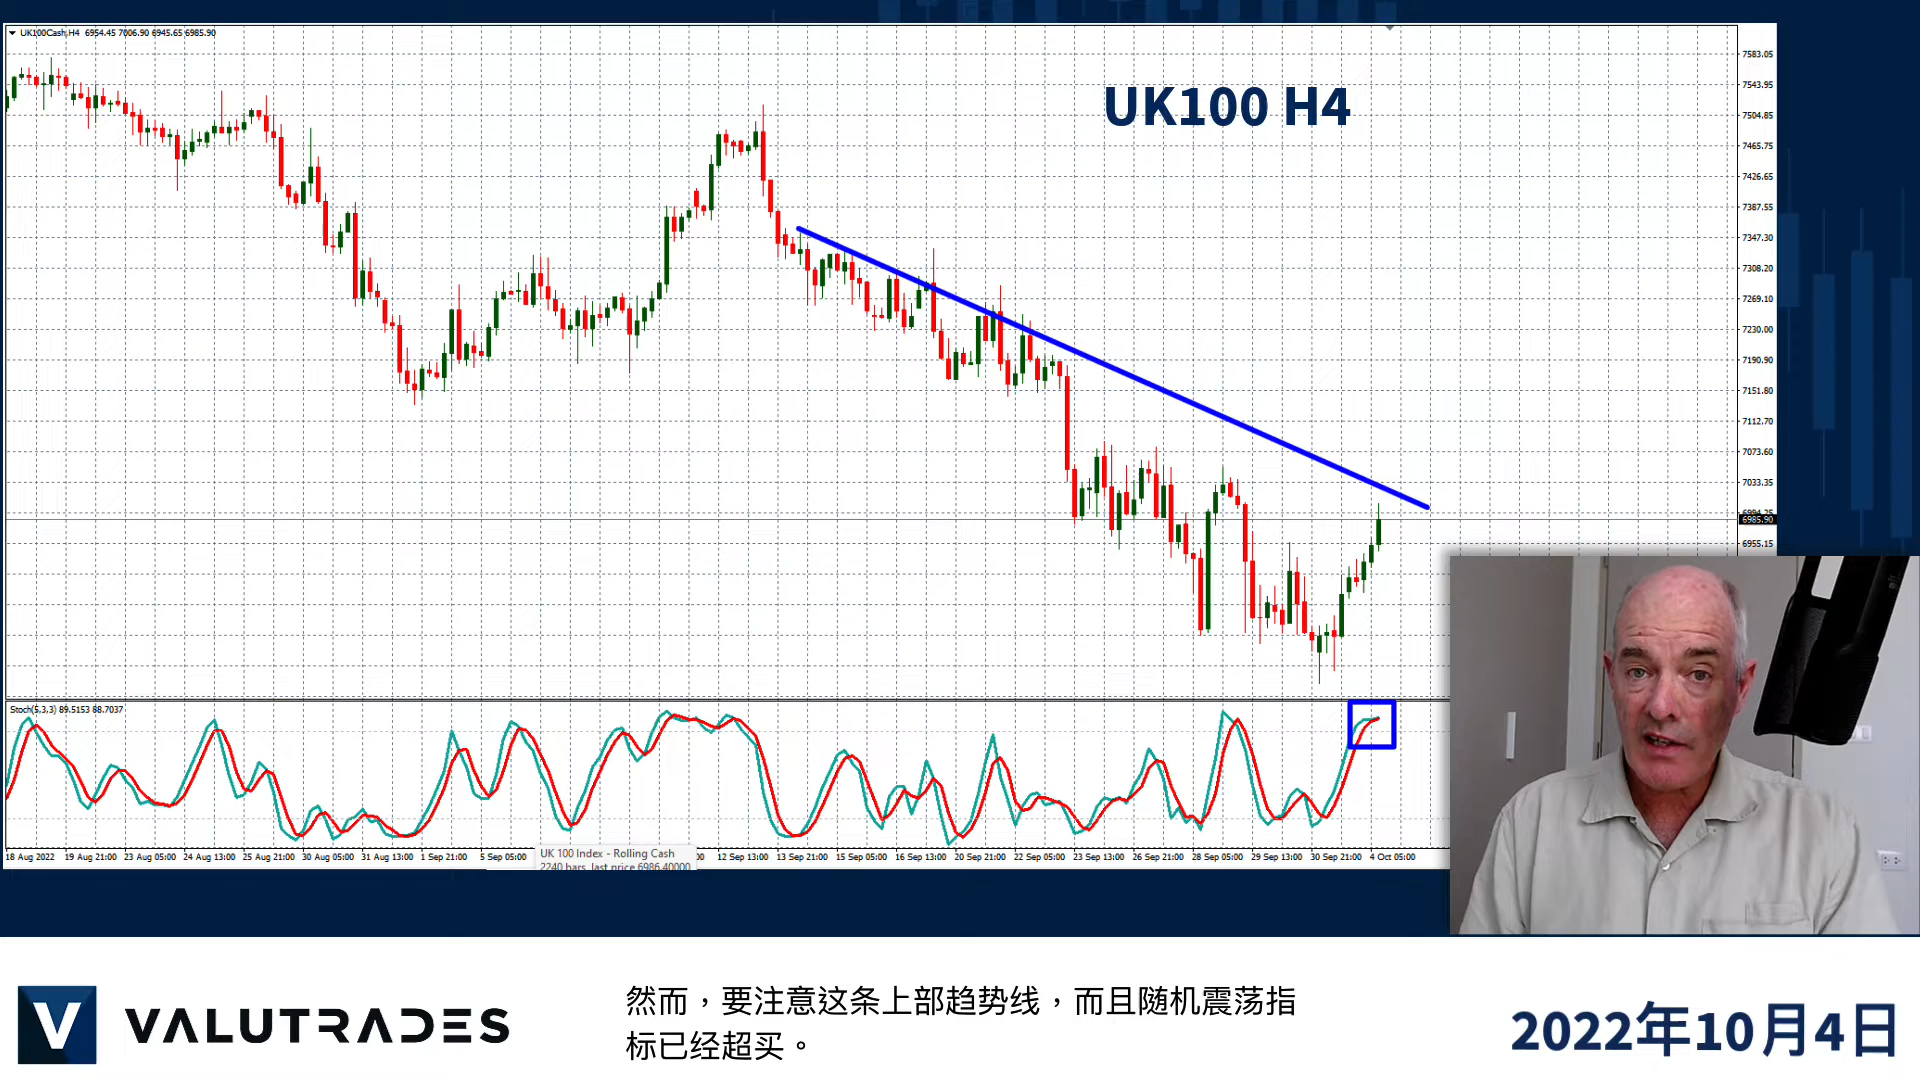 UK100Cash,H4 6954.45 7006.90 6945.65 6985.90
UK100 H4
7583.05
7543.95
7504.85
7465.75
7426.65
7387.55
7347.30
7308.20
7269.10
7230.00
7190.90
7151.80
7112.70
7073.60
7033.35
6994.25
6985.90
6955.15
Stoch(5,3,3) 89.5153 88.7037
18 Aug 2022 19 Aug 21:00 23 Aug 05:00 24 Aug 13:00 25 Aug 21:00 30 Aug 05:00 31 Aug 13:00 1 Sep 21:00 5 Sep 05:00 12 Sep 13:00 13 Sep 21:00 15 Sep 05:00 16 Sep 13:00 20 Sep 21:00 22 Sep 05:00 23 Sep 13:00 26 Sep 21:00 28 Sep 05:00 29 Sep 13:00 30 Sep 21:00 4 Oct 05:00
UK 100 Index - Rolling Cash
2240 bars, last price 6986.40000
VALUTRADES
然而，要注意这条上部趋势线，而且随机震荡指
标已经超买。
2022年10月4日